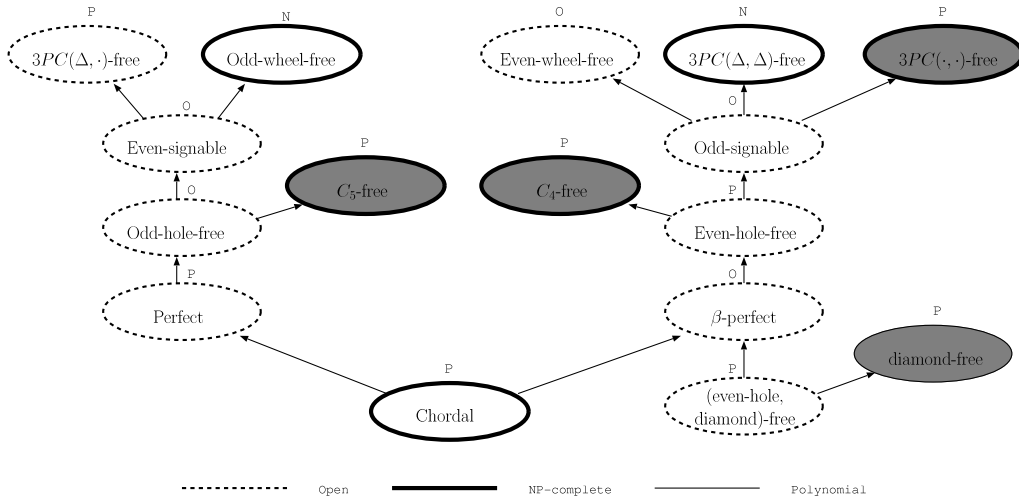 P
N
O
N
P
3PC(Δ, ·)-free
Odd-wheel-free
Even-wheel-free
3PC(Δ, Δ)-free
3PC(·, ·)-free
O
O
Even-signable
Odd-signable
P
P
O
P
C₅-free
C₄-free
Odd-hole-free
Even-hole-free
P
O
Perfect
β-perfect
P
P
P
diamond-free
Chordal
(even-hole,
diamond)-free
Open
NP-complete
Polynomial